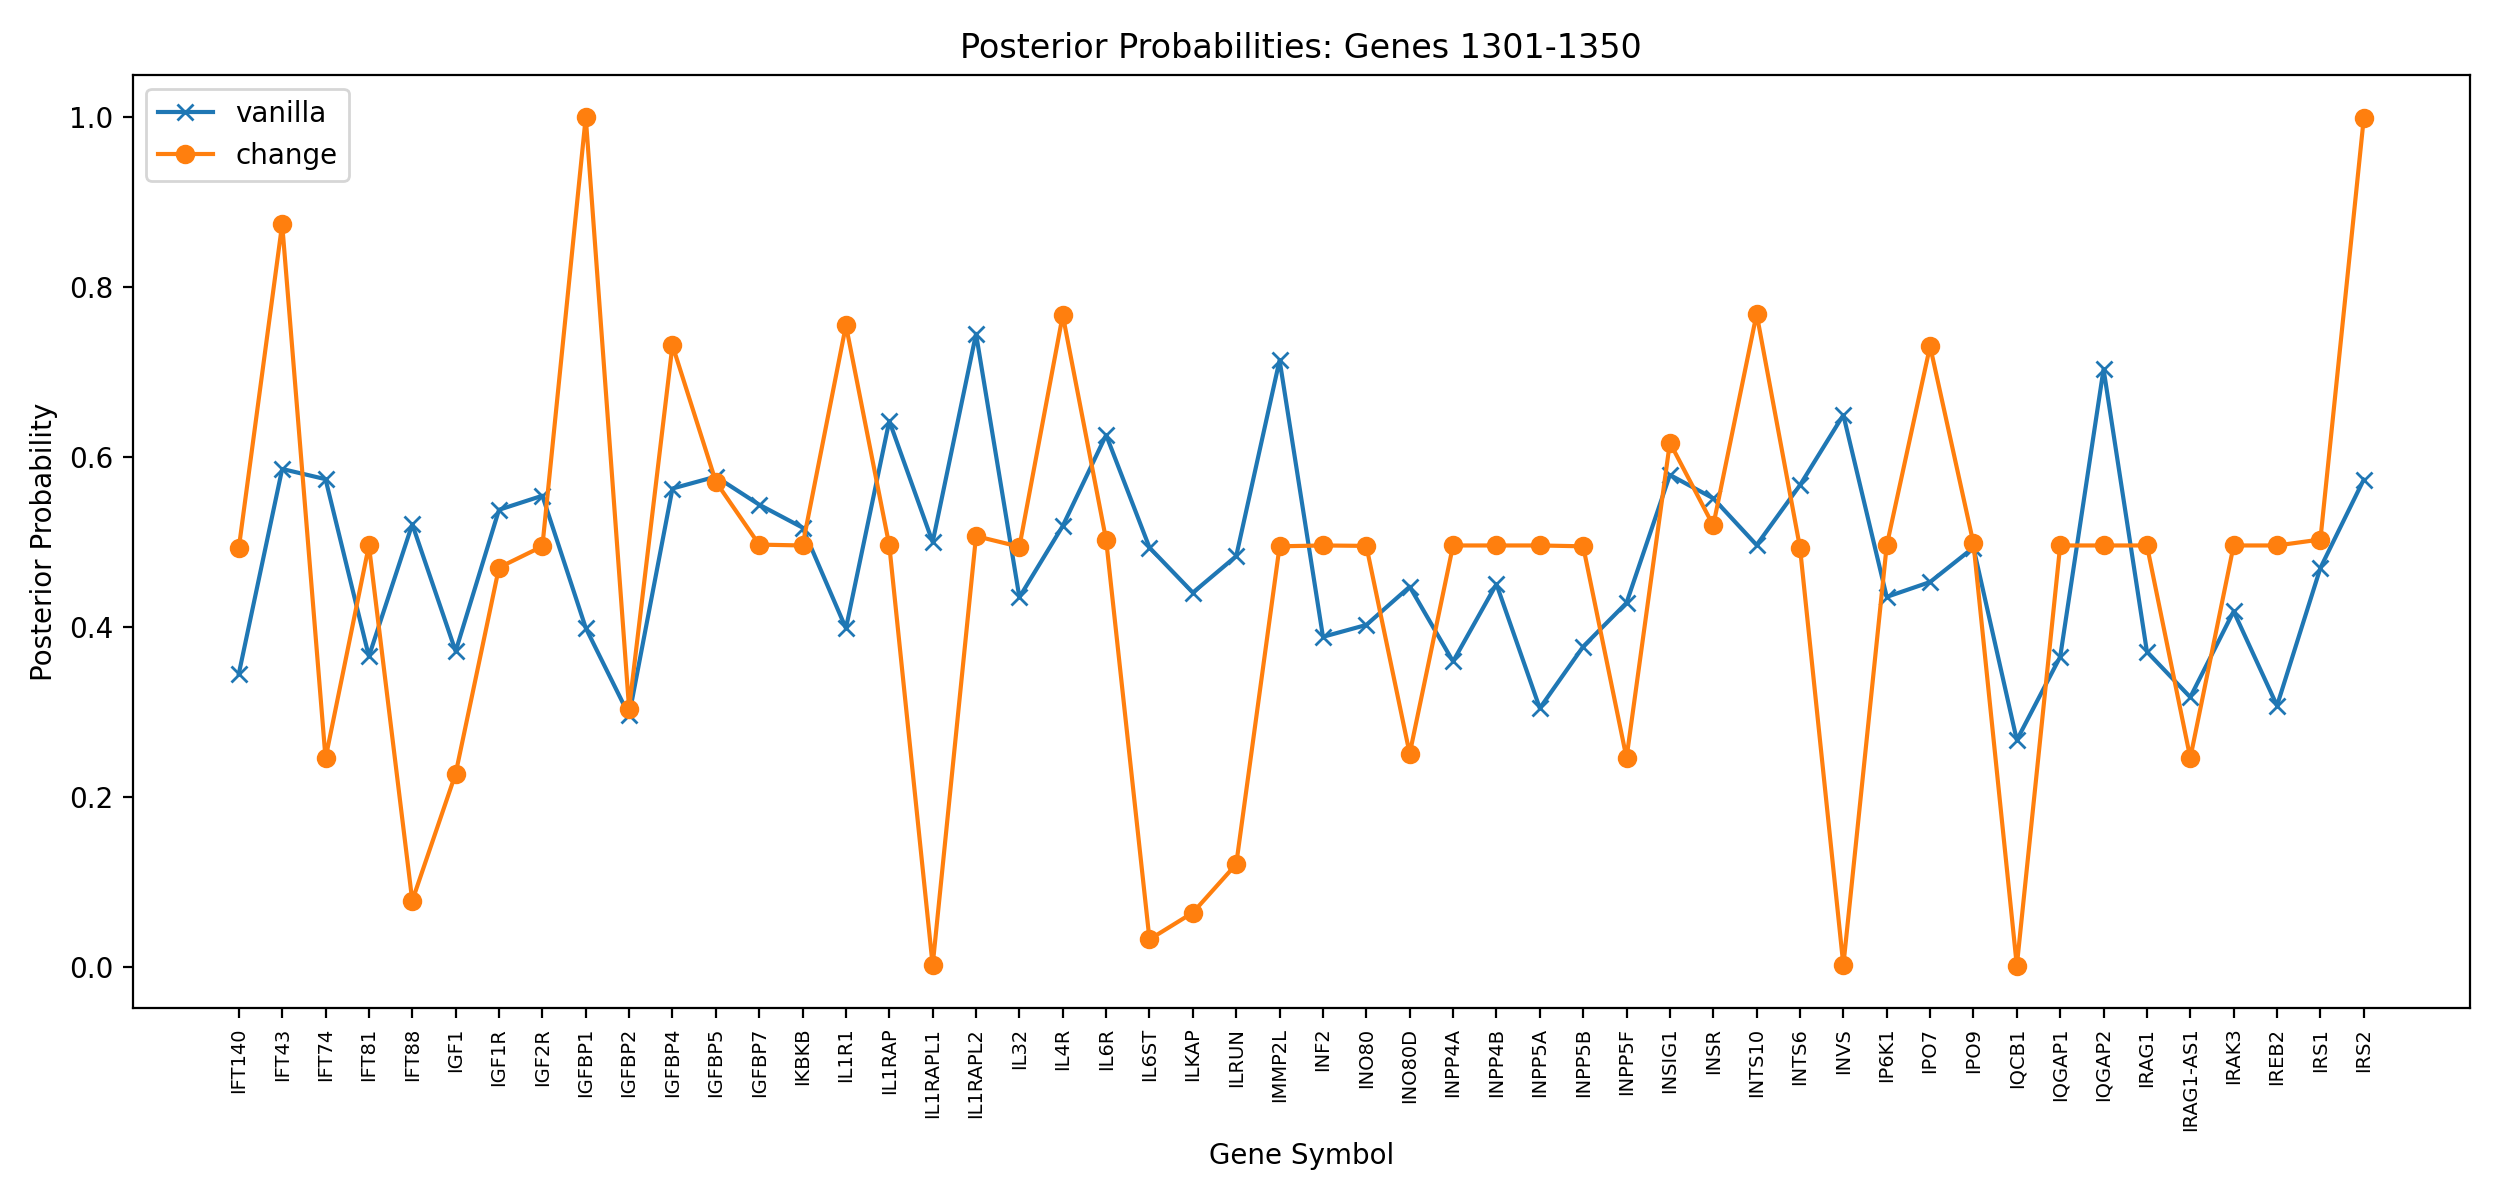 Posterior Probabilities: Genes 1301-1350
vanilla
change
1.0
0.8
0.6
0.4
0.2
0.0
Posterior Probability
IFT140
IFT43
IFT74
IFT81
IFT88
IGF1
IGF1R
IGF2R
IGFBP1
IGFBP2
IGFBP4
IGFBP5
IGFBP7
IKBKB
IL1R1
IL1RAP
IL1RAPL1
IL1RAPL2
IL32
IL4R
IL6R
IL6ST
ILKAP
ILRUN
IMMP2L
INF2
INO80
INO80D
INPP4A
INPP4B
INPP5A
INPP5B
INPP5F
INSIG1
INSR
INTS10
INTS6
INVS
IP6K1
IPO7
IPO9
IQCB1
IQGAP1
IQGAP2
IRAG1
IRAG1-AS1
IRAK3
IREB2
IRS1
IRS2
Gene Symbol